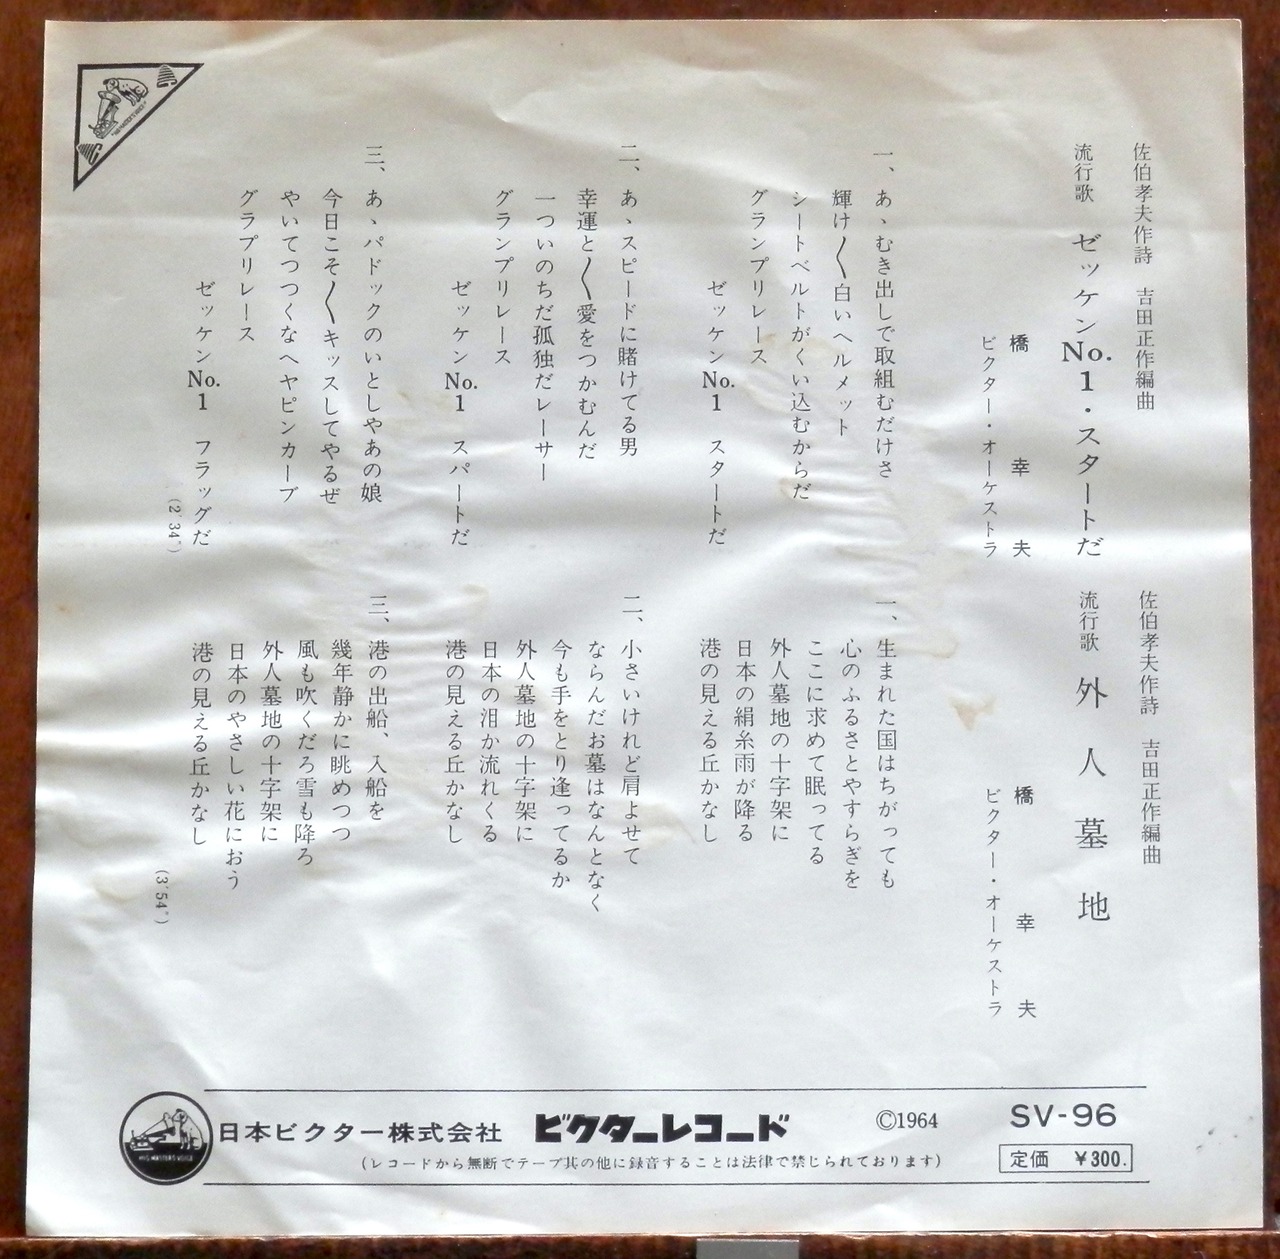 佐伯孝夫作詩　吉田正作編曲
流行歌　ゼッケンNo.1・スタートだ
橋　幸　夫
ビクター・オーケストラ
一、あゝむき出しで取組むだけさ
輝け〳〵白いヘルメット
シートベルトがくい込むからだ
グランプリレース
ゼッケンNo.1　スタートだ
二、あゝスピードに賭けてる男
幸運と〳〵愛をつかむんだ
一ついのちだ孤独だレーサー
グランプリレース
ゼッケンNo.1　スパートだ
三、あゝパドックのいとしやあの娘
今日こそ〳〵キッスしてやるぜ
やいてつつくなヘヤピンカーブ
グラプリレース
ゼッケンNo.1　フラッグだ
(2′34″)
佐伯孝夫作詩　吉田正作編曲
流行歌　外人墓地
橋　幸　夫
ビクター・オーケストラ
一、生まれた国はちがっても
心のふるさとやすらぎを
ここに求めて眠ってる
外人墓地の十字架に
日本の絹糸雨が降る
港の見える丘かなし
二、小さいけれど肩よせて
ならんだお墓はなんとなく
今も手をとり逢ってるか
外人墓地の十字架に
日本の泪か流れくる
港の見える丘かなし
三、港の出船、入船を
幾年静かに眺めつつ
風も吹くだろ雪も降ろ
外人墓地の十字架に
日本のやさしい花におう
港の見える丘かなし
(3′54″)
日本ビクター株式会社　ビクターレコード　©1964　SV-96
(レコードから無断でテープ其の他に録音することは法律で禁じられております)
定価　¥300.